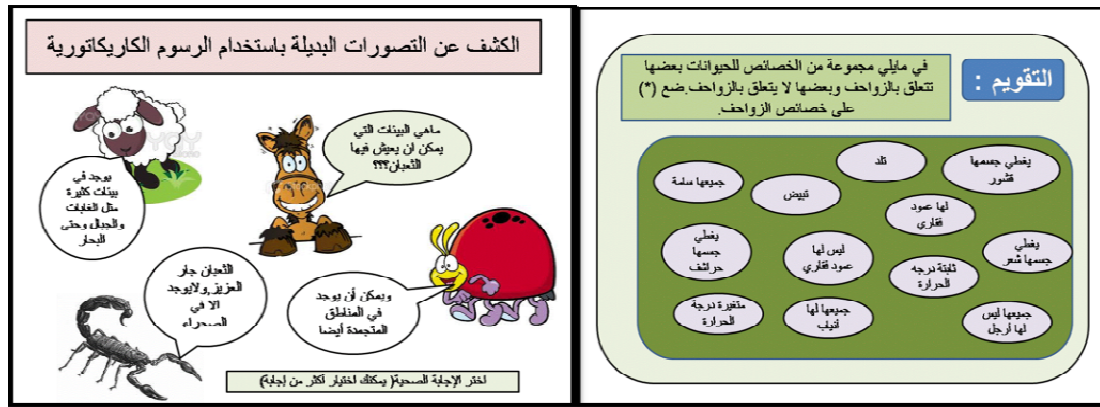 الكشف عن التصورات البديلة باستخدام الرسوم الكاريكاتورية
ماهي البيئات التي
يمكن ان يعيش فيها
الثعبان؟؟؟
يوجد في
بيئات كثيرة
مثل الغابات
والجبال وحتى
البحار
الثعبان جار
العزيز ولايوجد
الا في
الصحراء
ويمكن أن يوجد
في المناطق
المتجمدة أيضا
اختر الإجابة الصحية( يمكنك اختيار أكثر من إجابة)
التقويم :
في مايلي مجموعة من الخصائص للحيوانات بعضها
تتعلق بالزواحف وبعضها لا يتعلق بالزواحف.ضع (*)
على خصائص الزواحف.
يغطي جسمها
قشور
تلد
تبيض
جميعها سامة
لها عمود
فقاري
يغطي
جسمها شعر
ثابتة درجه
الحرارة
ليس لها
عمود فقاري
يغطي
جسمها
حراشف
جميعها ليس
لها أرجل
جميعها لها
أنياب
متغيرة درجة
الحرارة